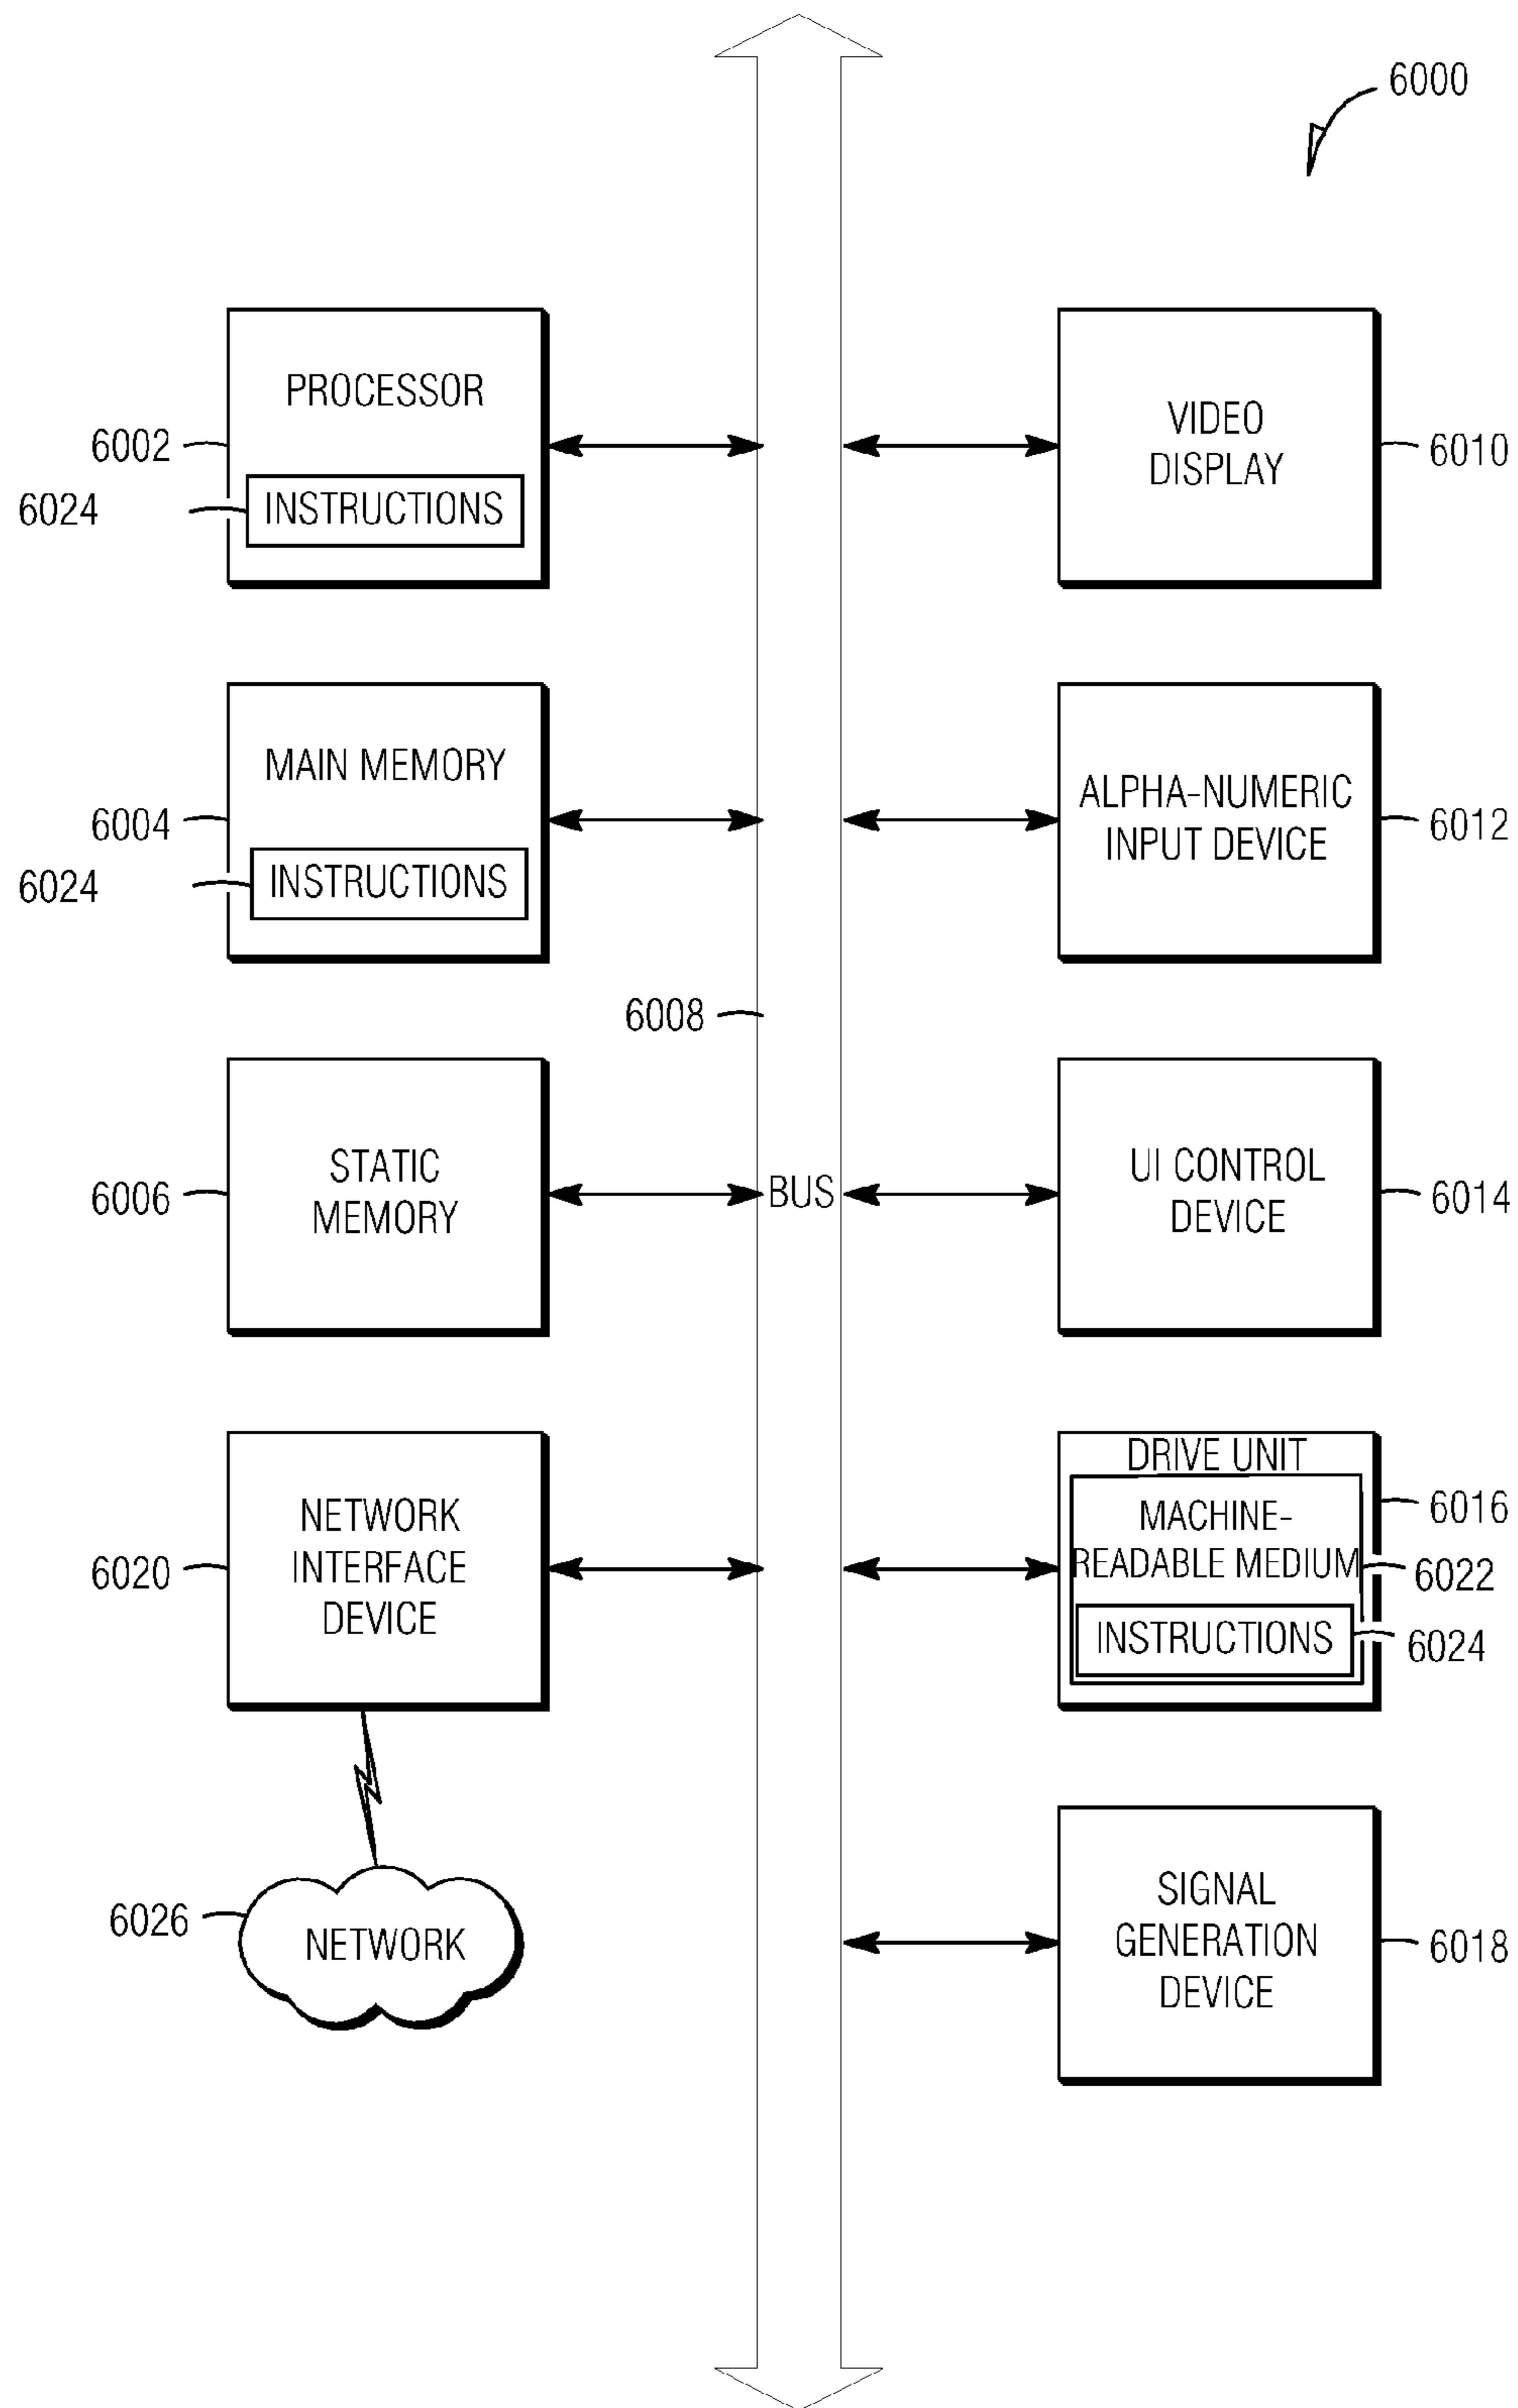 6000
PROCESSOR
6002
6024
INSTRUCTIONS
VIDEO
DISPLAY
6010
MAIN MEMORY
6004
6024
INSTRUCTIONS
ALPHA-NUMERIC
INPUT DEVICE
6012
6008
STATIC
MEMORY
6006
BUS
UI CONTROL
DEVICE
6014
NETWORK
INTERFACE
DEVICE
6020
DRIVE UNIT
6016
MACHINE-
READABLE MEDIUM
6022
INSTRUCTIONS
6024
6026
NETWORK
SIGNAL
GENERATION
DEVICE
6018